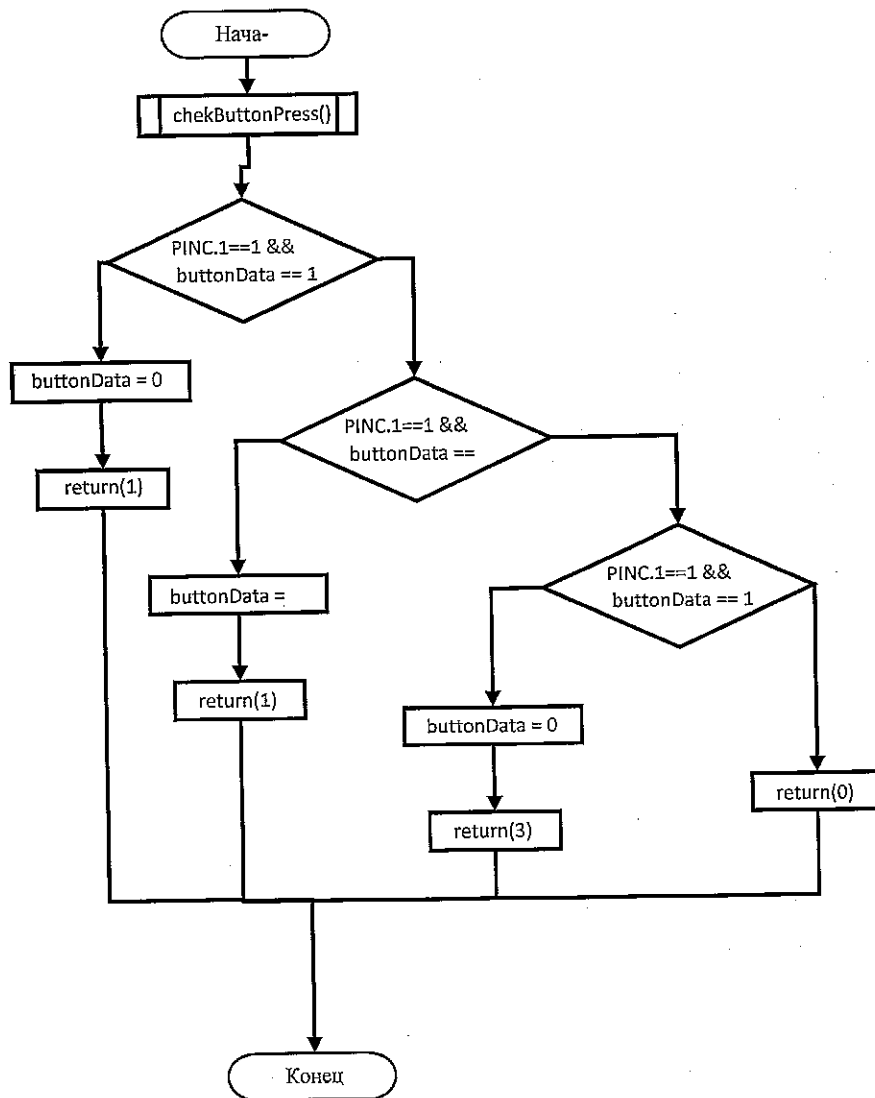 Нача-
chekButtonPress()
PINC.1==1 &&
buttonData == 1
buttonData = 0
return(1)
PINC.1==1 &&
buttonData ==
buttonData =
return(1)
PINC.1==1 &&
buttonData == 1
buttonData = 0
return(3)
return(0)
Конец